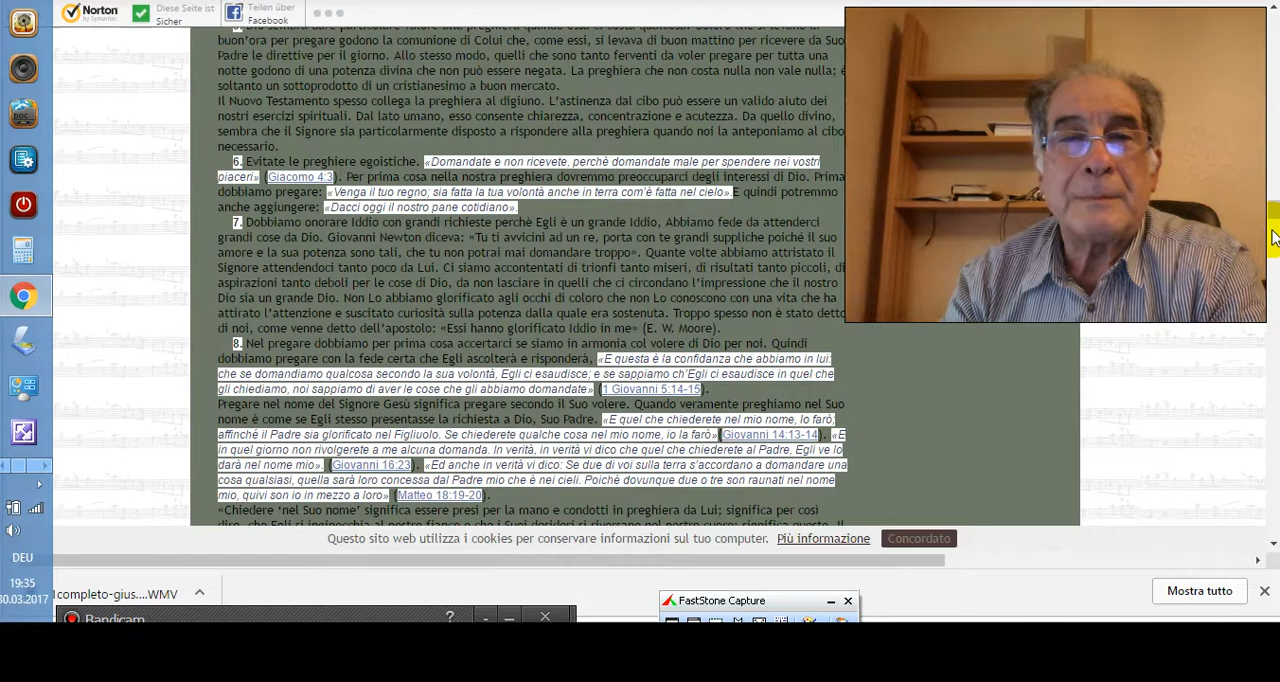 Norton
by Symantec
Diese Seite ist
Sicher
Teilen über
Facebook
buon'ora per pregare godono la comunione di Colui che, come essi, si levava di buon mattino per ricevere da Suo
Padre le direttive per il giorno. Allo stesso modo, quelli che sono tanto ferventi da voler pregare per tutta una
notte godono di una potenza divina che non può essere negata. La preghiera che non costa nulla non vale nulla; è
soltanto un sottoprodotto di un cristianesimo a buon mercato.
Il Nuovo Testamento spesso collega la preghiera al digiuno. L'astinenza dal cibo può essere un valido aiuto dei
nostri esercizi spirituali. Dal lato umano, esso consente chiarezza, concentrazione e acutezza. Da quello divino,
sembra che il Signore sia particolarmente disposto a rispondere alla preghiera quando noi la anteponiamo al cibo
necessario.
6. Evitate le preghiere egoistiche. «Domandate e non ricevete, perchè domandate male per spendere nei vostri
piaceri» (Giacomo 4:3). Per prima cosa nella nostra preghiera dovremmo preoccuparci degli interessi di Dio. Prima
dobbiamo pregare: «Venga il tuo regno; sia fatta la tua volontà anche in terra com'è fatta nel cielo».E quindi potremmo
anche aggiungere: «Dacci oggi il nostro pane cotidiano».
7. Dobbiamo onorare Iddio con grandi richieste perchè Egli è un grande Iddio, Abbiamo fede da attenderci
grandi cose da Dio. Giovanni Newton diceva: «Tu ti avvicini ad un re, porta con te grandi suppliche poiché il suo
amore e la sua potenza sono tali, che tu non potrai mai domandare troppo». Quante volte abbiamo attristato il
Signore attendendoci tanto poco da Lui. Ci siamo accontentati di trionfi tanto miseri, di risultati tanto piccoli, di
aspirazioni tanto deboli per le cose di Dio, da non lasciare in quelli che ci circondano l'impressione che il nostro
Dio sia un grande Dio. Non Lo abbiamo glorificato agli occhi di coloro che non Lo conoscono con una vita che ha
attirato l'attenzione e suscitato curiosità sulla potenza dalla quale era sostenuta. Troppo spesso non è stato detto
di noi, come venne detto dell'apostolo: «Essi hanno glorificato Iddio in me» (E. W. Moore).
8. Nel pregare dobbiamo per prima cosa accertarci se siamo in armonia col volere di Dio per noi. Quindi
dobbiamo pregare con la fede certa che Egli ascolterà e risponderà, «E questa è la confidanza che abbiamo in lui:
che se domandiamo qualcosa secondo la sua volontà, Egli ci esaudisce; e se sappiamo ch'Egli ci esaudisce in quel che
gli chiediamo, noi sappiamo di aver le cose che gli abbiamo domandate» (1 Giovanni 5:14-15).
Pregare nel nome del Signore Gesù significa pregare secondo il Suo volere. Quando veramente preghiamo nel Suo
nome è come se Egli stesso presentasse la richiesta a Dio, Suo Padre. «E quel che chiederete nel mio nome, lo farò;
affinchè il Padre sia glorificato nel Figliuolo. Se chiederete qualche cosa nel mio nome, io la farò»(Giovanni 14:13-14). «E
in quel giorno non rivolgerete a me alcuna domanda. In verità, in verità vi dico che quel che chiederete al Padre, Egli ve lo
darà nel nome mio». (Giovanni 16:23). «Ed anche in verità vi dico: Se due di voi sulla terra s'accordano a domandare una
cosa qualsiasi, quella sarà loro concessa dal Padre mio che è nei cieli. Poiché dovunque due o tre son raunati nel nome
mio, quivi son io in mezzo a loro» (Matteo 18:19-20).
«Chiedere 'nel Suo nome' significa essere presi per la mano e condotti in preghiera da Lui; significa per così
Questo sito web utilizza i cookies per conservare informazioni sul tuo computer. Più informazione Concordato
DOC
DEU
19:35
30.03.2017
completo-gius....WMV
Mostra tutto
FastStone Capture
Bandicam